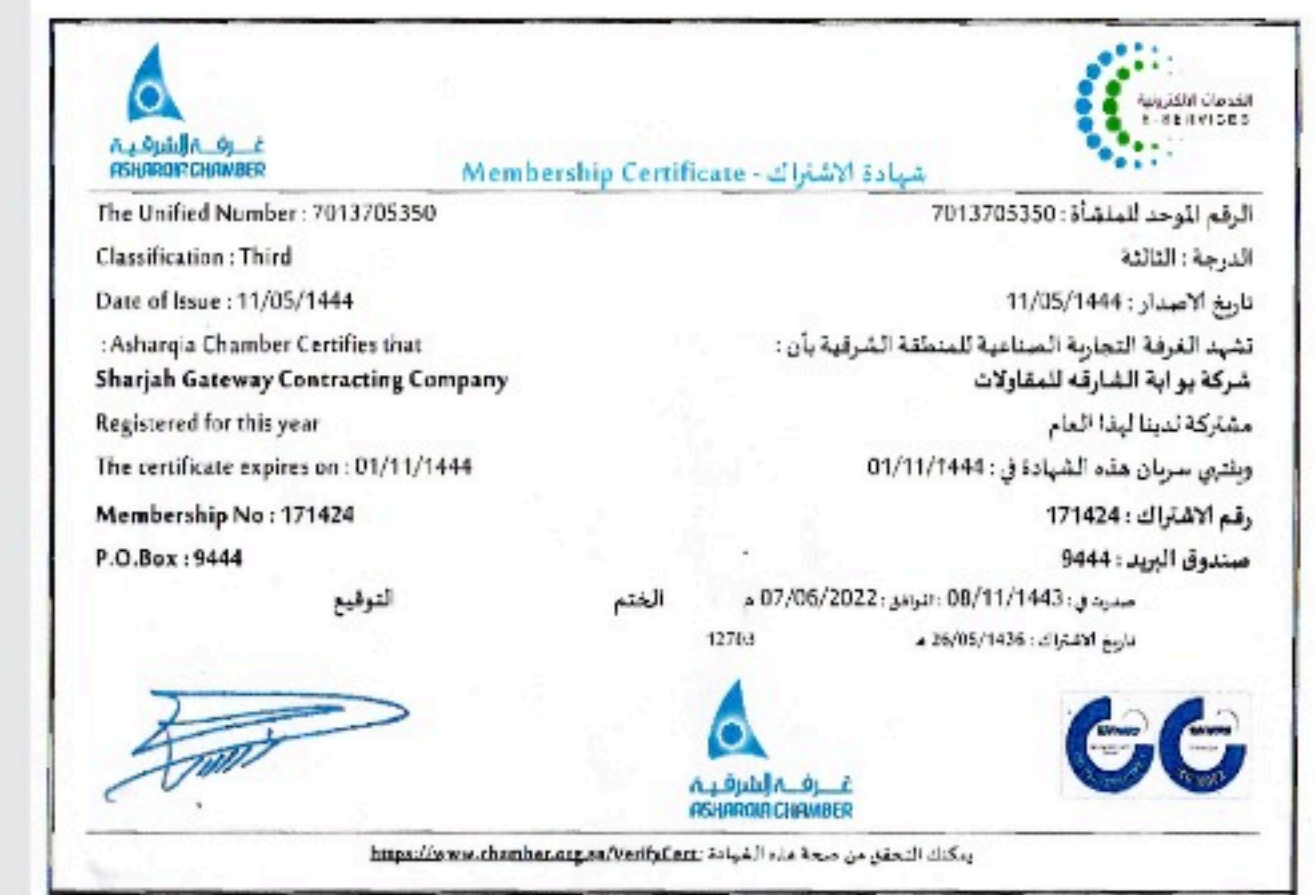 غرفة الشرقية
ASHARQIA CHAMBER
الخدمات الالكترونية
E-SERVICES
شهادة الاشتراك - Membership Certificate
The Unified Number : 7013705350
الرقم الموحد للمنشأة : 7013705350
Classification : Third
الدرجة : الثالثة
Date of Issue : 11/05/1444
تاريخ الاصدار : 11/05/1444
: Asharqia Chamber Certifies that
تشهد الغرفة التجارية الصناعية للمنطقة الشرقية بأن :
Sharjah Gateway Contracting Company
شركة بوابة الشارقه للمقاولات
Registered for this year
مشتركة لدينا لهذا العام
The certificate expires on : 01/11/1444
وينتهي سريان هذه الشهادة في : 01/11/1444
Membership No : 171424
رقم الاشتراك : 171424
P.O.Box : 9444
صندوق البريد : 9444
صدرت في : 08/11/1443 الموافق : 07/06/2022 م
الختم
التوقيع
تاريخ الاشتراك : 26/05/1436 هـ
12703
غرفة الشرقية
ASHARQIA CHAMBER
يمكنك التحقق من صحة هذه الشهادة : https://www.chamber.org.sa/VerifyCert